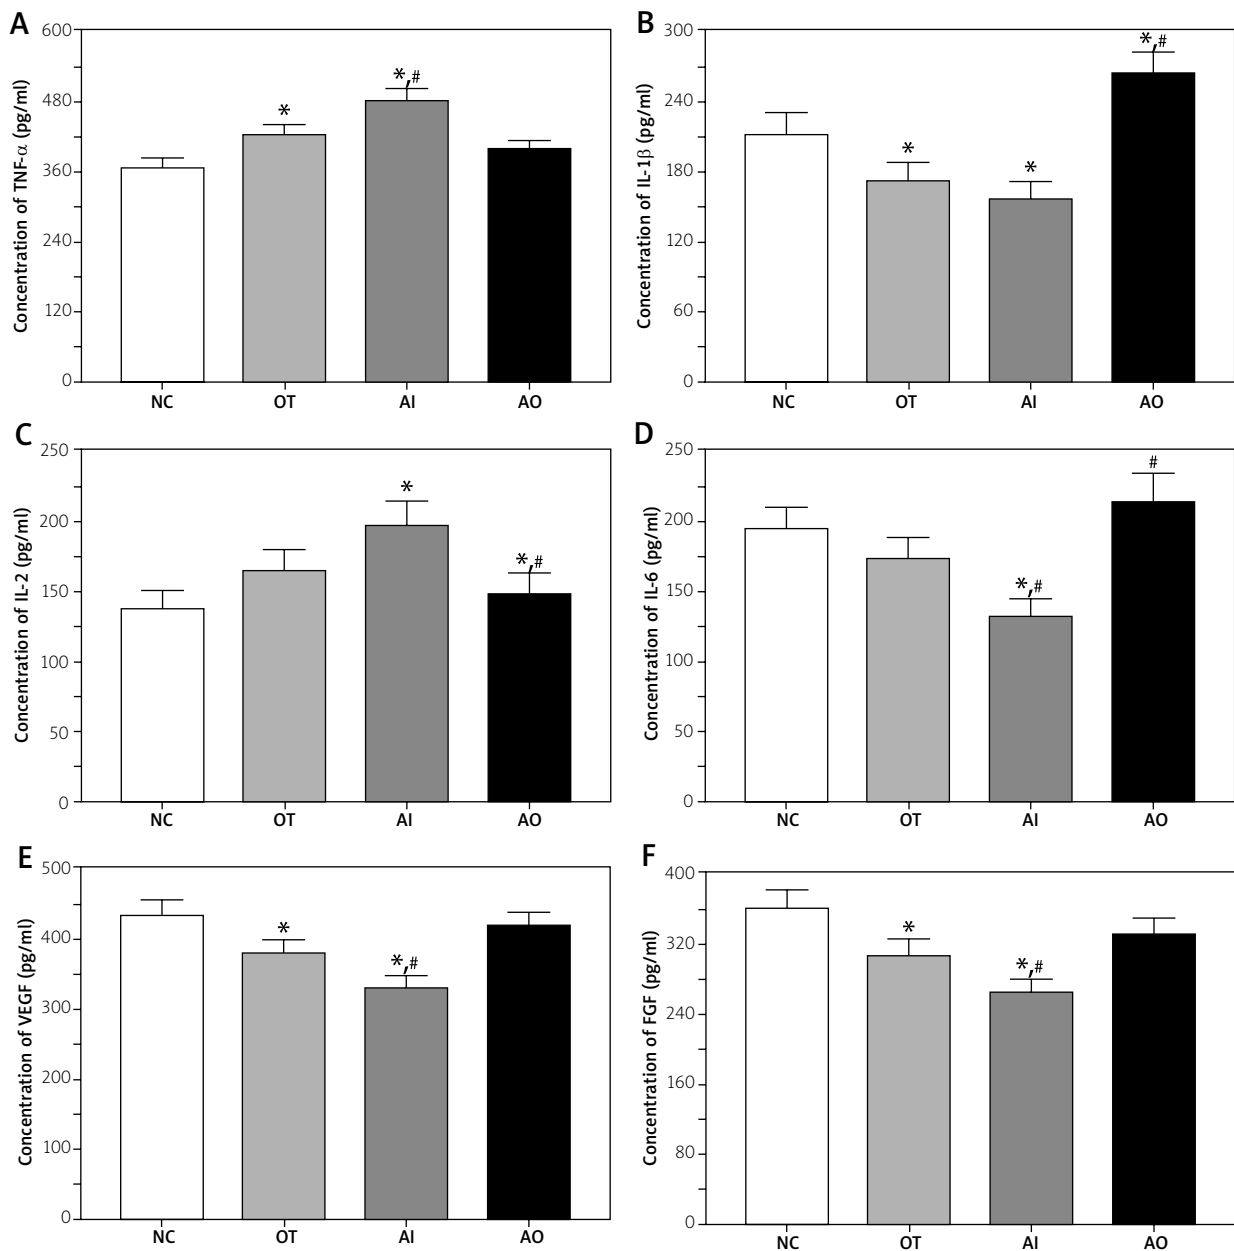 A
Concentration of TNF-α (pg/ml)
600
480
360
240
120
0
*
*,#
NC OT AI AO
B
Concentration of IL-1β (pg/ml)
300
240
180
120
60
0
*
*
*,#
NC OT AI AO
C
Concentration of IL-2 (pg/ml)
250
200
150
100
50
0
*
*,#
NC OT AI AO
D
Concentration of IL-6 (pg/ml)
250
200
150
100
50
0
*,#
#
NC OT AI AO
E
Concentration of VEGF (pg/ml)
500
400
300
200
100
0
*
*,#
NC OT AI AO
F
Concentration of FGF (pg/ml)
400
320
240
160
80
0
*
*,#
NC OT AI AO